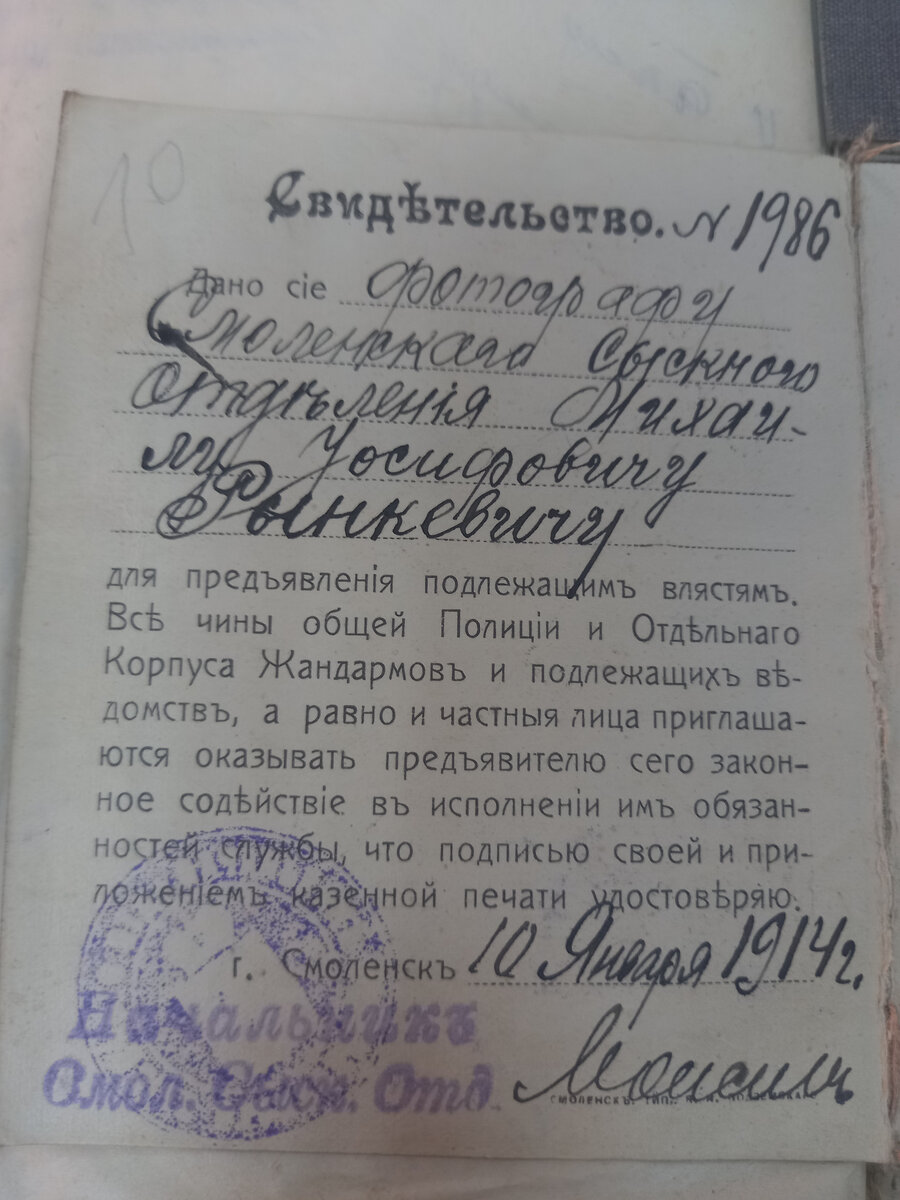 10
Свидѣтельство. № 1986
Дано сіе фотографу
Смоленскаго Сыскного
Отдѣленія Михаи-
лу Іосифовичу
Рынкевичу
для предъявленія подлежащимъ влястямъ.
Всѣ чины общей Полиціи и Отдѣльнаго
Корпуса Жандармовъ и подлежащихъ вѣ-
домствъ, а равно и частныя лица приглаша-
ются оказывать предъявителю сего закон-
ное содѣйствіе въ исполненіи имъ обязан-
ностей службы, что подписью своей и при-
ложеніемъ казенной печати удостовѣряю.
г. Смоленскъ 10 Января 1914 г.
Начальникъ
Смол. Сыск. Отд
СМОЛЕНСКЪ. ТИП.